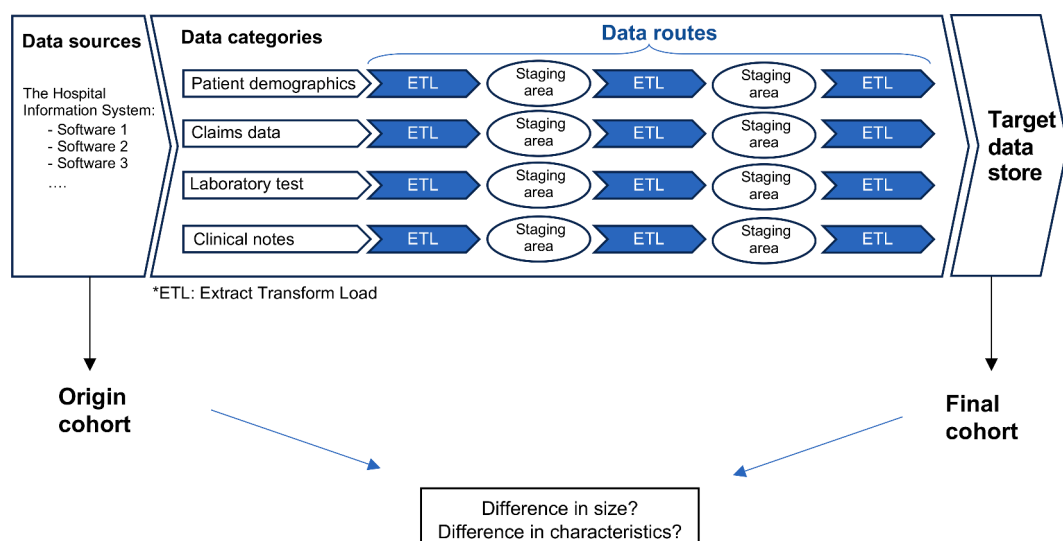 Data sources
The Hospital
Information System:
- Software 1
- Software 2
- Software 3
....
Data categories
Data routes
Patient demographics
ETL
Staging
area
ETL
Staging
area
ETL
Claims data
ETL
Staging
area
ETL
Staging
area
ETL
Laboratory test
ETL
Staging
area
ETL
Staging
area
ETL
Clinical notes
ETL
Staging
area
ETL
Staging
area
ETL
Target
data
store
*ETL: Extract Transform Load
Origin
cohort
Final
cohort
Difference in size?
Difference in characteristics?